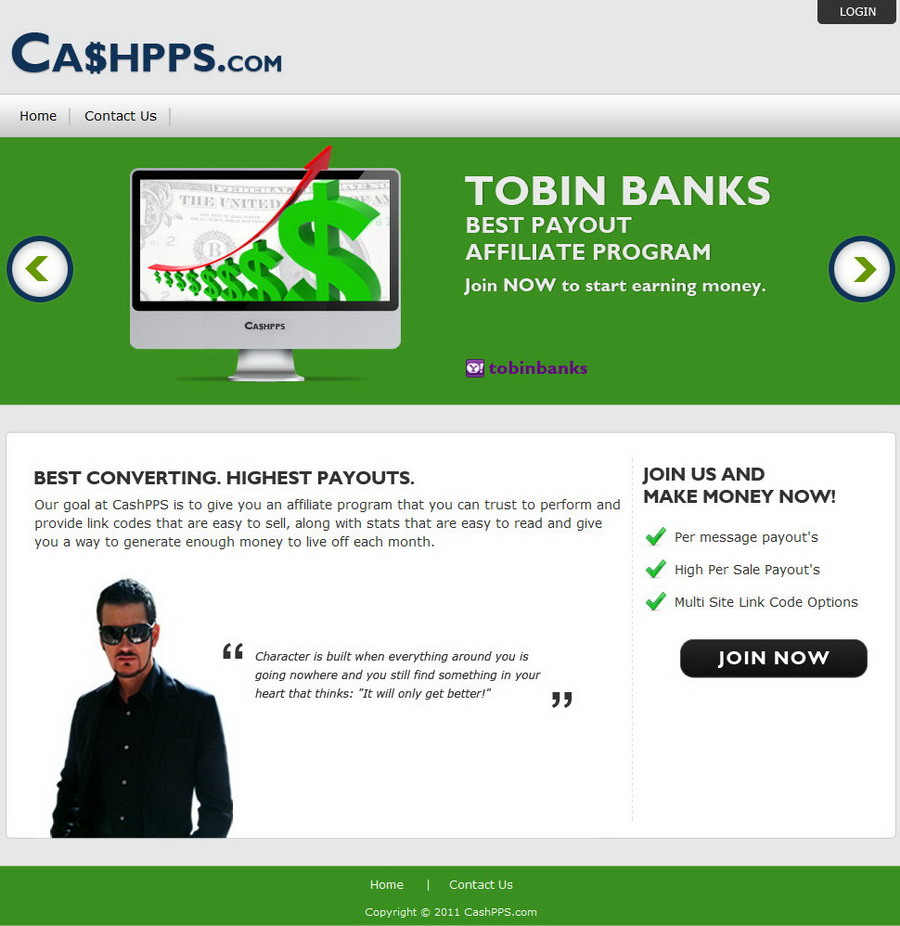 LOGIN
CA$HPPS.COM
Home
Contact Us
THE UNITED
TOBIN BANKS
BEST PAYOUT
AFFILIATE PROGRAM
Join NOW to start earning money.
CA$HPPS
tobinbanks
BEST CONVERTING. HIGHEST PAYOUTS.
Our goal at CashPPS is to give you an affiliate program that you can trust to perform and
provide link codes that are easy to sell, along with stats that are easy to read and give
you a way to generate enough money to live off each month.
“ Character is built when everything around you is
going nowhere and you still find something in your
heart that thinks: "It will only get better!" ”
JOIN US AND
MAKE MONEY NOW!
Per message payout's
High Per Sale Payout's
Multi Site Link Code Options
JOIN NOW
Home | Contact Us
Copyright © 2011 CashPPS.com